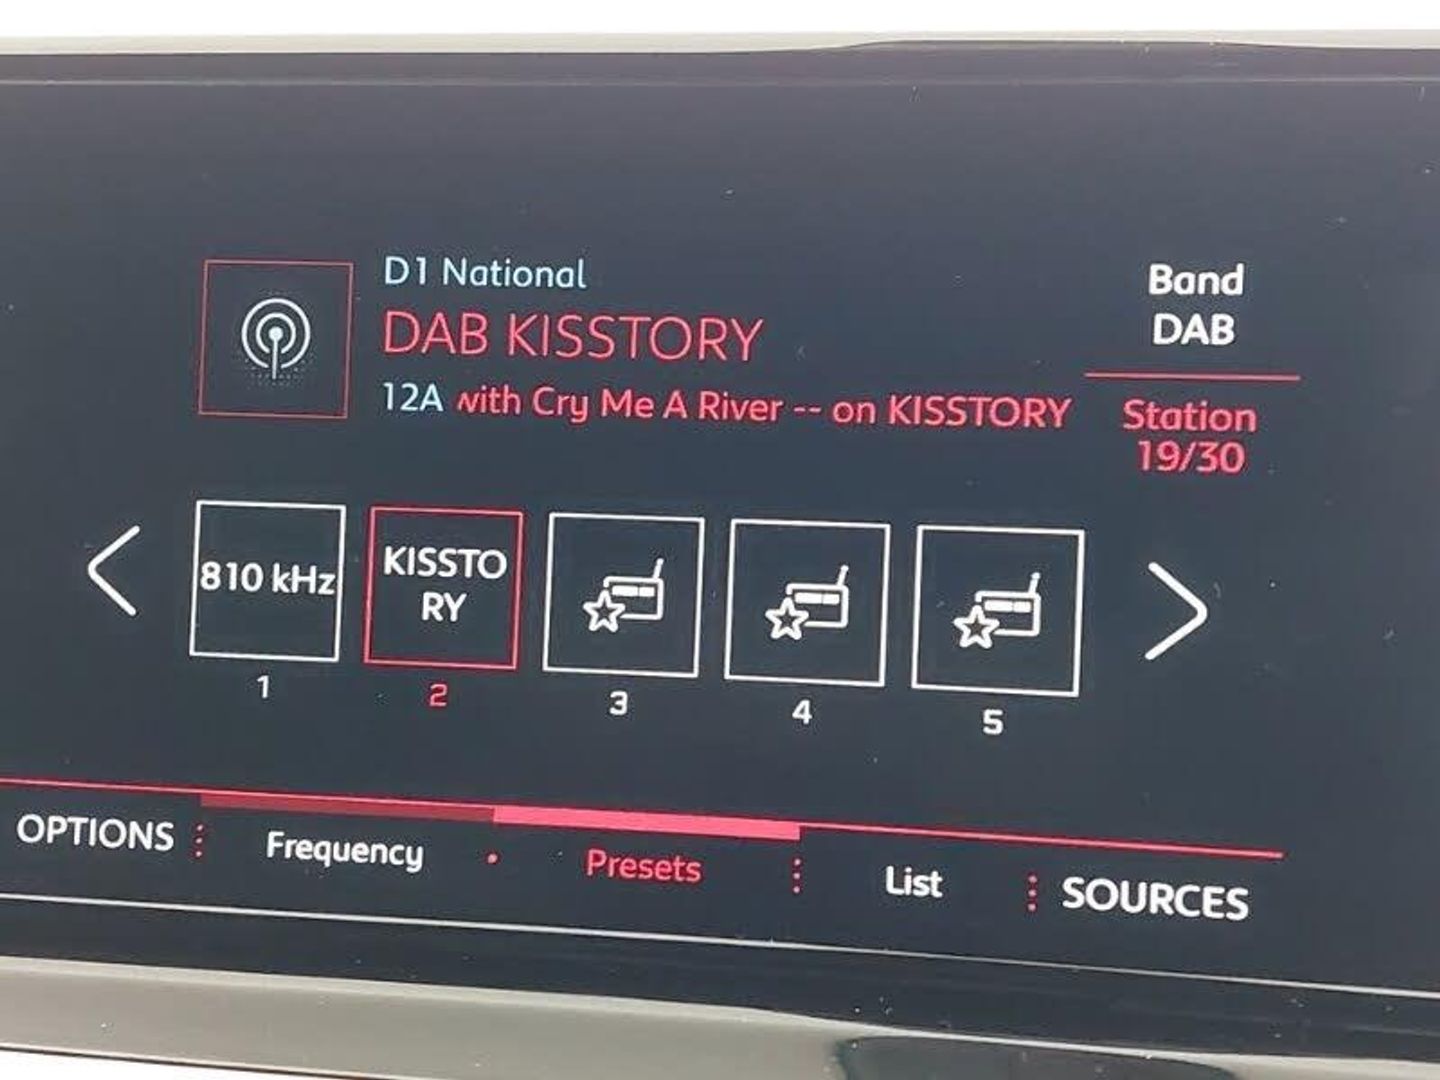 D1 National
DAB KISSTORY
12A with Cry Me A River -- on KISSTORY
Band
DAB
Station
19/30
810 kHz
KISSTO
RY
1
2
3
4
5
OPTIONS
Frequency
Presets
List
SOURCES